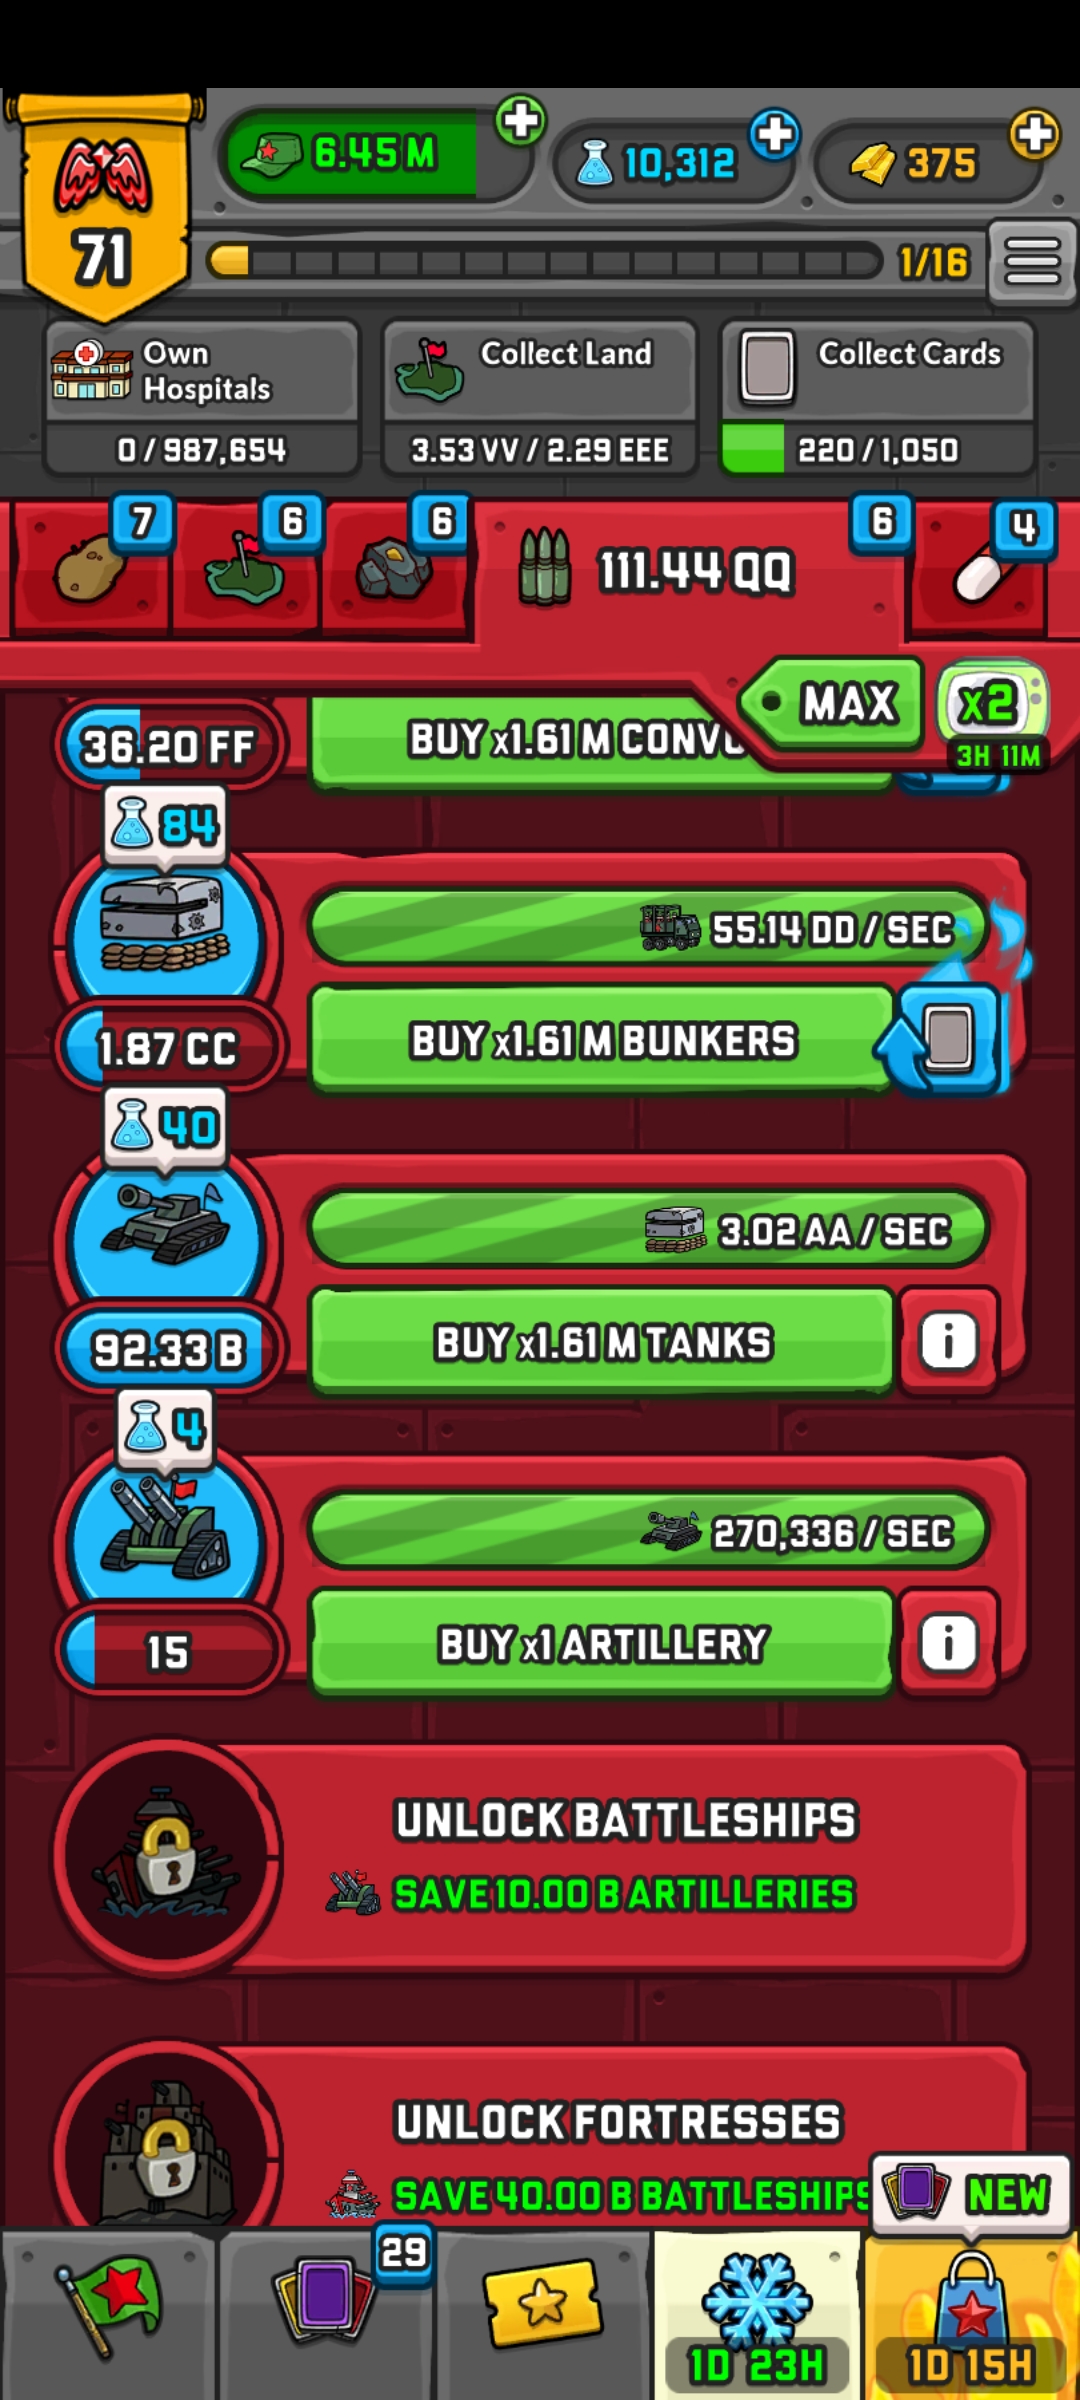 6.45 M
10,312
375
71
1/16
Own
Hospitals
0 / 987,654
Collect Land
3.53 VV / 2.29 EEE
Collect Cards
220 / 1,050
7
6
6
111.44 QQ
6
4
MAX
x2
3H 11M
36.20 FF
BUY x1.61 M
84
55.14 DD / SEC
1.87 CC
BUY x1.61 M BUNKERS
40
3.02 AA / SEC
92.33 B
BUY x1.61 M TANKS
i
4
270,336 / SEC
15
BUY x1 ARTILLERY
i
UNLOCK BATTLESHIPS
SAVE 10.00 B ARTILLERIES
UNLOCK FORTRESSES
SAVE 40.00 B BATTLESHIPS
NEW
29
1D 23H
1D 15H